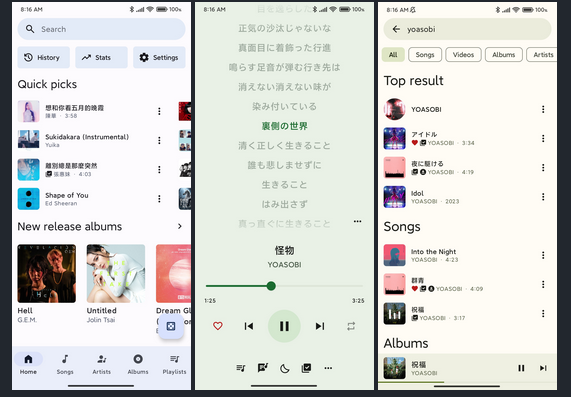 8:16 AM
100%
Search
History
Stats
Settings
Quick picks
想和你看五月的晚霞
陳華 · 3:58
Sukidakara (Instrumental)
Yuika
離別總是那麼突然
張惠妹 · 4:03
Shape of You
Ed Sheeran
New release albums
Hell
G.E.M.
Untitled
Jolin Tsai
Dream Gl
Home
Songs
Artists
Albums
Playlists
8:16 AM
100%
正気の沙汰じゃないな
真面目に着飾った行進
鳴らす足音が弾む行き先は
消えない消えない味が
染み付いている
裏側の世界
清く正しく生きること
誰も悲しませずに
生きること
はみ出さず
真っ直ぐに生きること
怪物
YOASOBI
1:25
3:25
8:16 AM
100%
yoasobi
All
Songs
Videos
Albums
Artists
Top result
YOASOBI
アイドル
YOASOBI · 3:34
夜に駆ける
YOASOBI · 4:19
Idol
YOASOBI · 2023
Songs
Into the Night
YOASOBI · 4:23
群青
YOASOBI · 4:09
祝福
YOASOBI · 3:17
Albums
祝福
YOASOBI